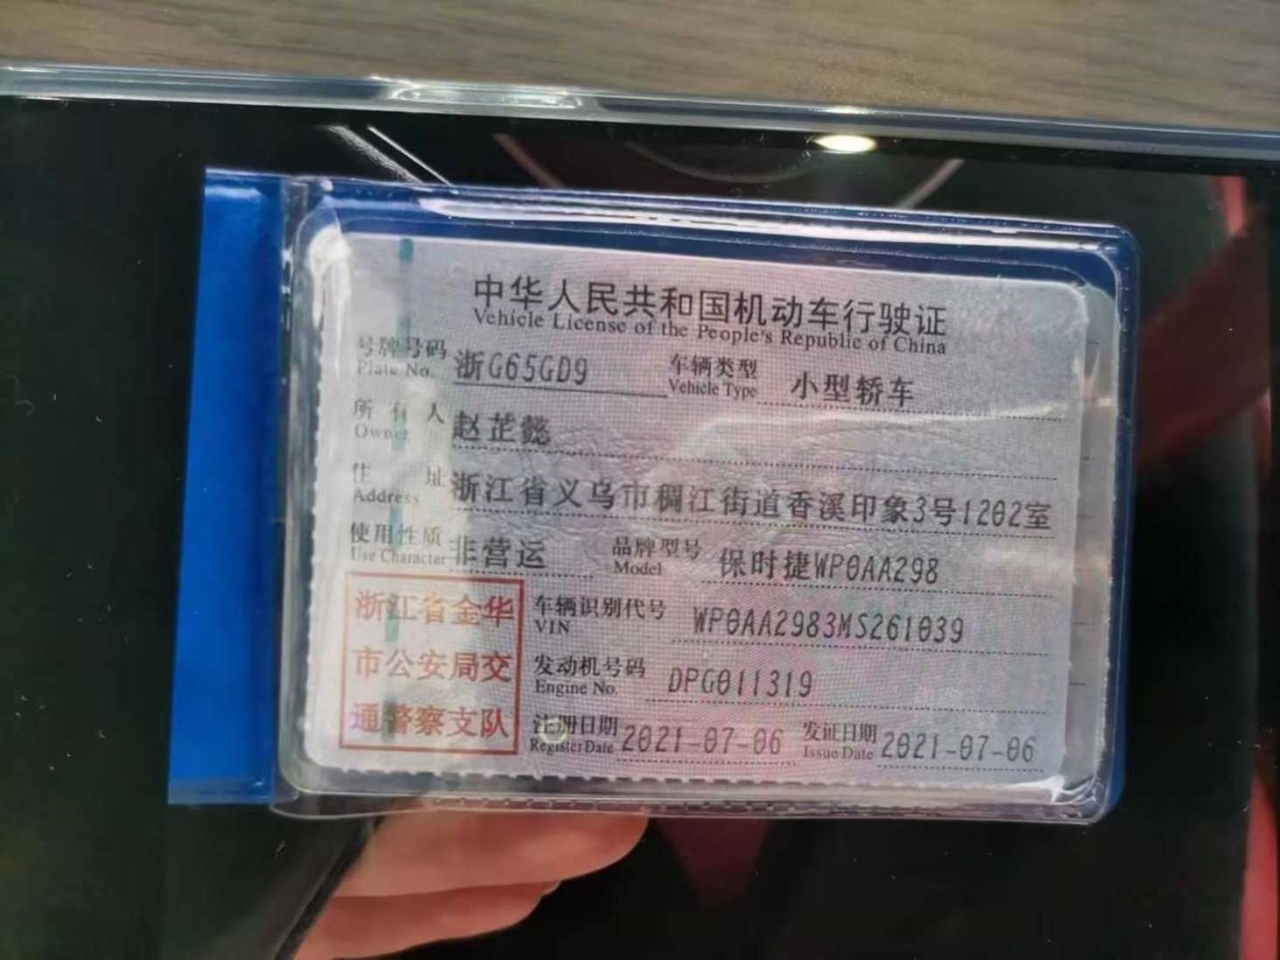 中华人民共和国机动车行驶证
Vehicle License of the People's Republic of China
号牌号码 浙G65GD9 车辆类型 小型轿车
Plate No. Vehicle Type
所有人 赵芷懿
Owner
住址 浙江省义乌市稠江街道香溪印象3号1202室
Address
使用性质 非营运 品牌型号 保时捷WP0AA298
Use Character Model
浙江省金华 车辆识别代号 WP0AA2983MS261039
VIN
市公安局交 发动机号码 DPG011319
Engine No.
通警察支队 注册日期 2021-07-06 发证日期 2021-07-06
Register Date Issue Date